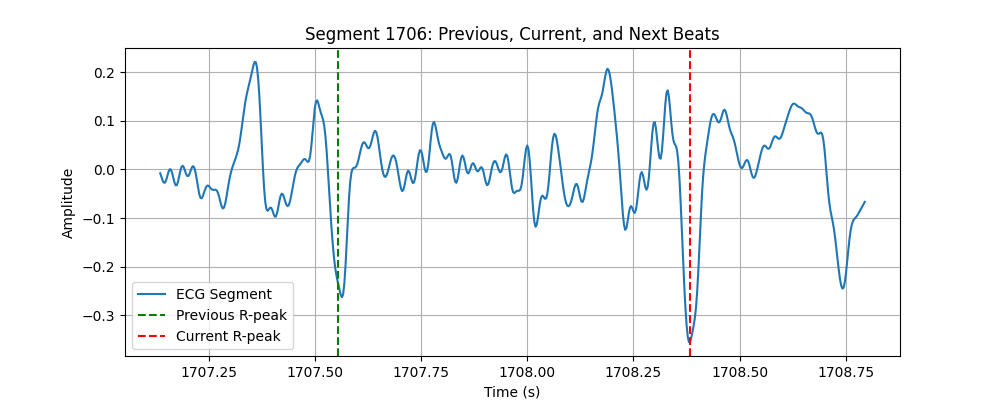 Segment 1706: Previous, Current, and Next Beats
Amplitude
0.2
0.1
0.0
−0.1
−0.2
−0.3
ECG Segment
Previous R-peak
Current R-peak
1707.25 1707.50 1707.75 1708.00 1708.25 1708.50 1708.75
Time (s)